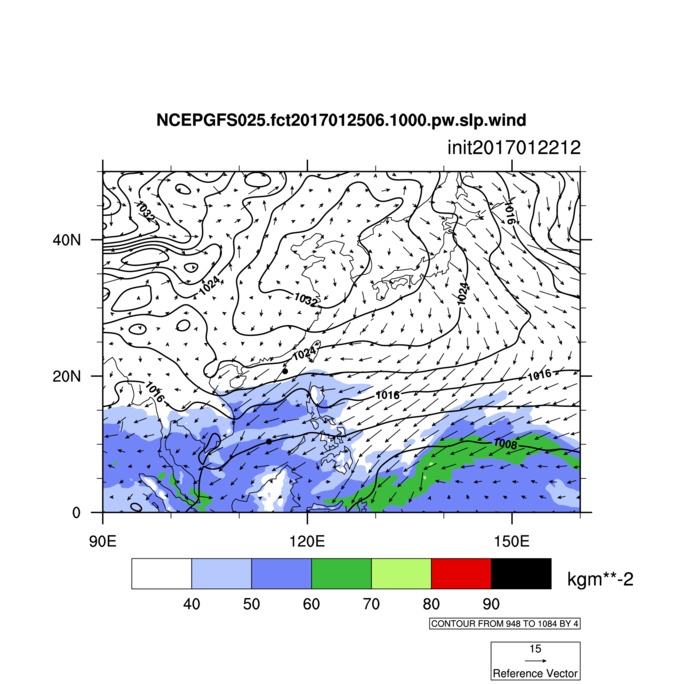 NCEPGFS025.fct2017012506.1000.pw.slp.wind
init2017012212
1032
1016
40N
1024
1024
1032
1024
20N
1016
1016
1016
1008
0
90E 120E 150E
40 50 60 70 80 90
kgm**-2
CONTOUR FROM 948 TO 1084 BY 4
15
Reference Vector